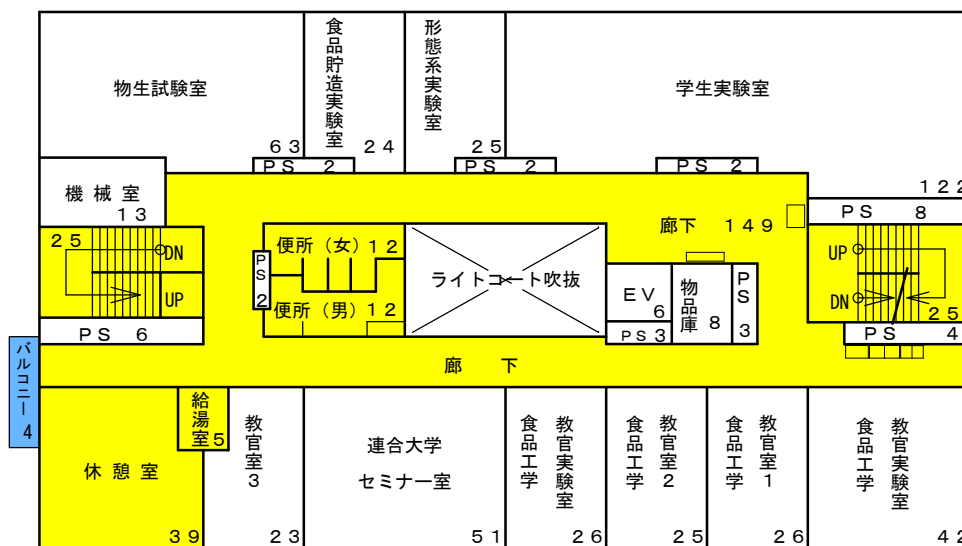 物生試験室
63
食品貯造実験室
24
形態系実験室
25
学生実験室
122
PS 2
PS 2
PS 2
機械室
13
PS 8
廊下 149
25
DN
UP
PS 6
PS 2
便所（女）12
便所（男）12
ライトコート吹抜
EV
6
PS 3
物品庫
8
PS 3
UP
DN
25
PS 4
バルコニー 4
廊下
給湯室
5
休憩室
39
教官室3
23
連合大学
セミナー室
51
教官実験室
食品工学
26
教官室2
食品工学
25
教官室1
食品工学
26
教官実験室
食品工学
42